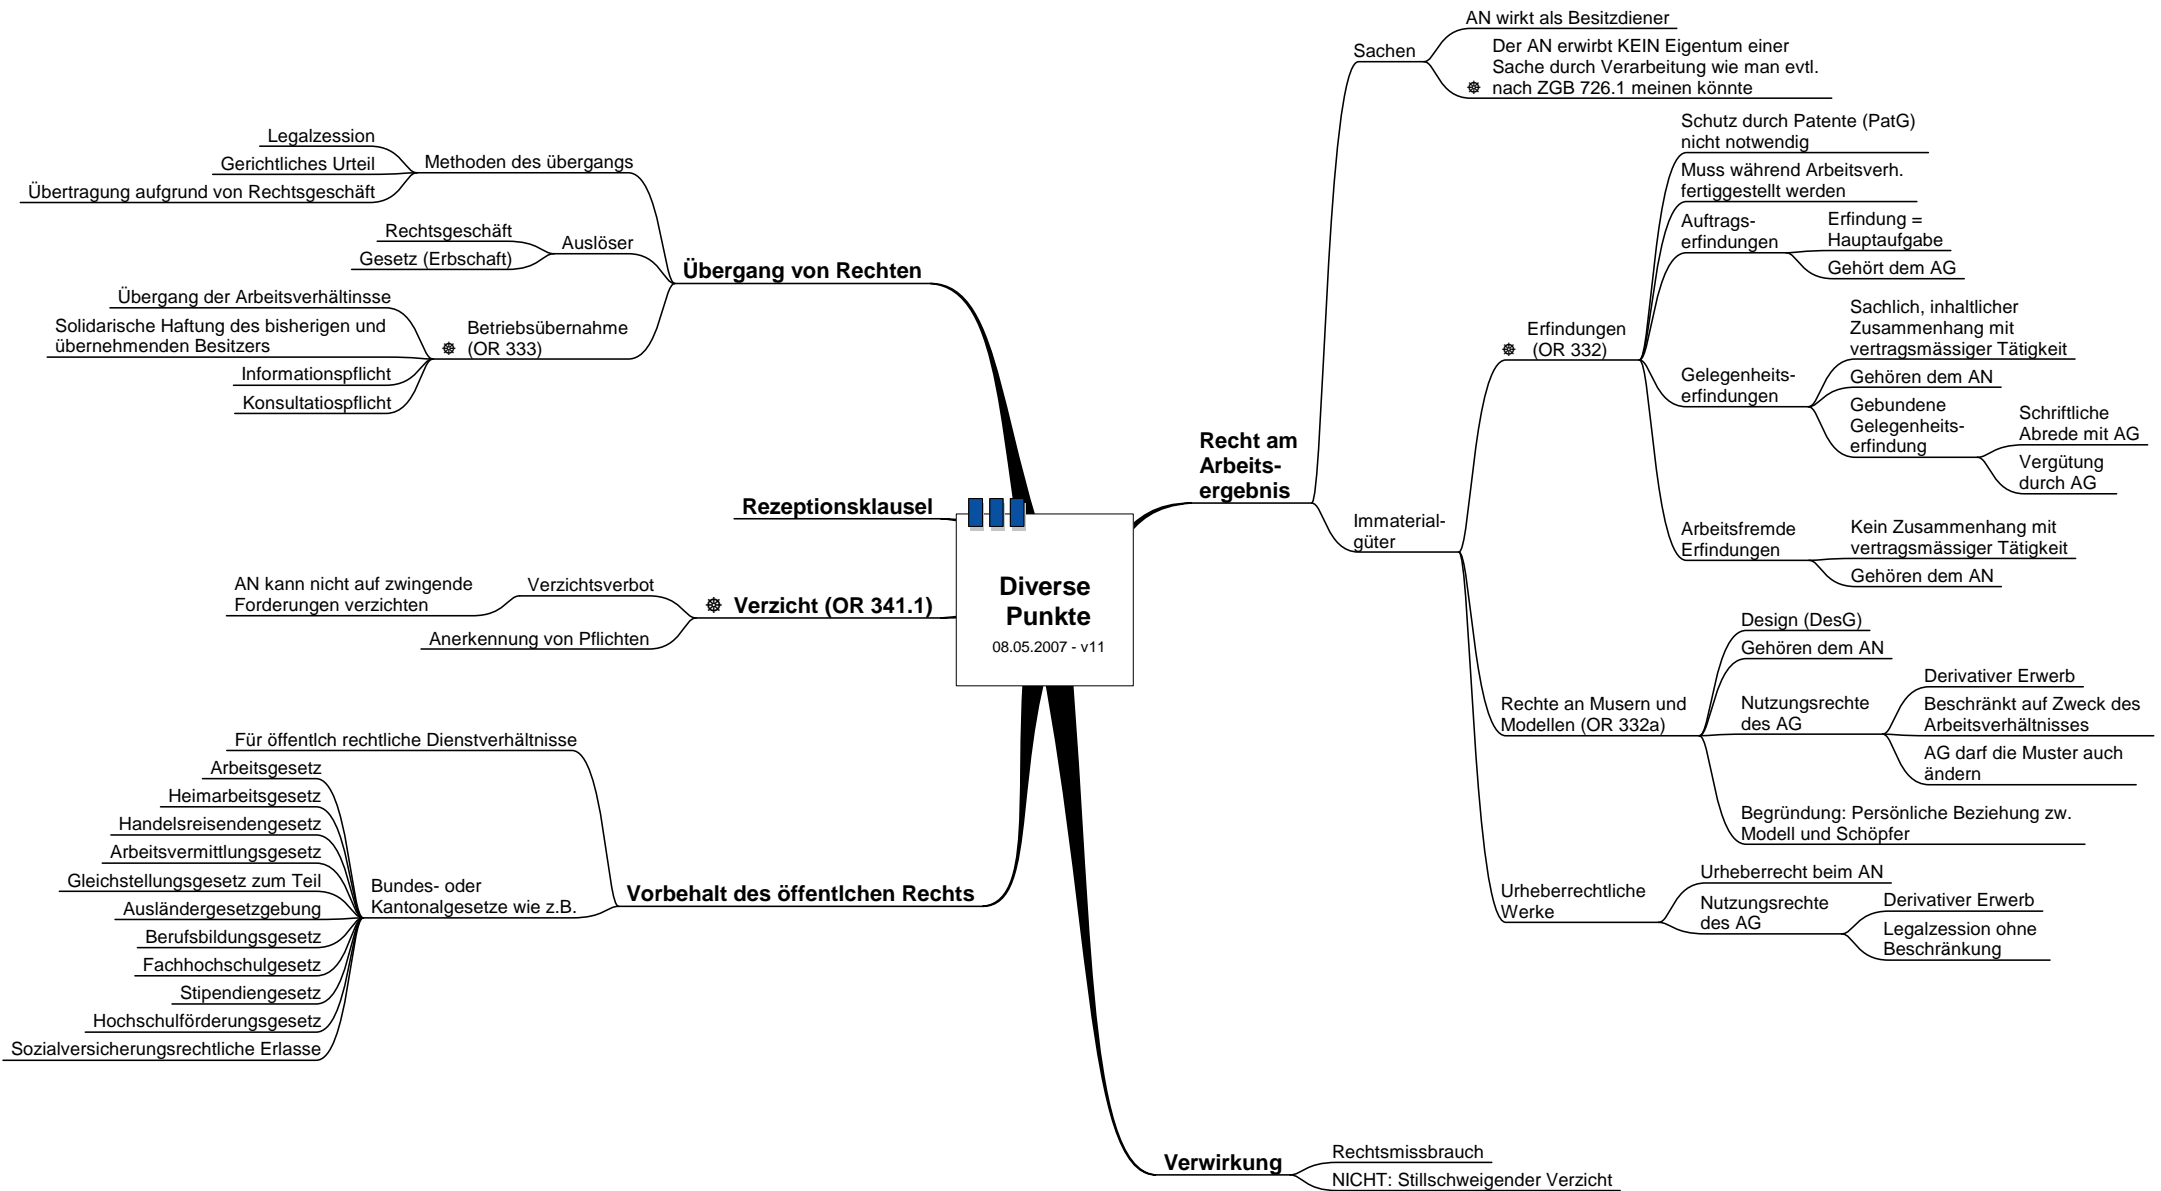 Diverse
Punkte
08.05.2007 - v11
Recht am
Arbeits-
ergebnis
Sachen
AN wirkt als Besitzdiener
Der AN erwirbt KEIN Eigentum einer
Sache durch Verarbeitung wie man evtl.
nach ZGB 726.1 meinen könnte
Immaterial-
güter
Erfindungen
(OR 332)
Schutz durch Patente (PatG)
nicht notwendig
Muss während Arbeitsverh.
fertiggestellt werden
Auftrags-
erfindungen
Erfindung =
Hauptaufgabe
Gehört dem AG
Gelegenheits-
erfindungen
Sachlich, inhaltlicher
Zusammenhang mit
vertragsmässiger Tätigkeit
Gehören dem AN
Gebundene
Gelegenheits-
erfindung
Schriftliche
Abrede mit AG
Vergütung
durch AG
Arbeitsfremde
Erfindungen
Kein Zusammenhang mit
vertragsmässiger Tätigkeit
Gehören dem AN
Rechte an Musern und
Modellen (OR 332a)
Design (DesG)
Gehören dem AN
Nutzungsrechte
des AG
Derivativer Erwerb
Beschränkt auf Zweck des
Arbeitsverhältnisses
AG darf die Muster auch
ändern
Begründung: Persönliche Beziehung zw.
Modell und Schöpfer
Urheberrechtliche
Werke
Urheberrecht beim AN
Nutzungsrechte
des AG
Derivativer Erwerb
Legalzession ohne
Beschränkung
Verwirkung
Rechtsmissbrauch
NICHT: Stillschweigender Verzicht
Übergang von Rechten
Methoden des übergangs
Legalzession
Gerichtliches Urteil
Übertragung aufgrund von Rechtsgeschäft
Auslöser
Rechtsgeschäft
Gesetz (Erbschaft)
Betriebsübernahme
(OR 333)
Übergang der Arbeitsverhältinsse
Solidarische Haftung des bisherigen und
übernehmenden Besitzers
Informationspflicht
Konsultatiospflicht
Rezeptionsklausel
Verzicht (OR 341.1)
Verzichtsverbot
AN kann nicht auf zwingende
Forderungen verzichten
Anerkennung von Pflichten
Vorbehalt des öffentlchen Rechts
Für öffentlch rechtliche Dienstverhältnisse
Bundes- oder
Kantonalgesetze wie z.B.
Arbeitsgesetz
Heimarbeitsgesetz
Handelsreisendengesetz
Arbeitsvermittlungsgesetz
Gleichstellungsgesetz zum Teil
Ausländergesetzgebung
Berufsbildungsgesetz
Fachhochschulgesetz
Stipendiengesetz
Hochschulförderungsgesetz
Sozialversicherungsrechtliche Erlasse